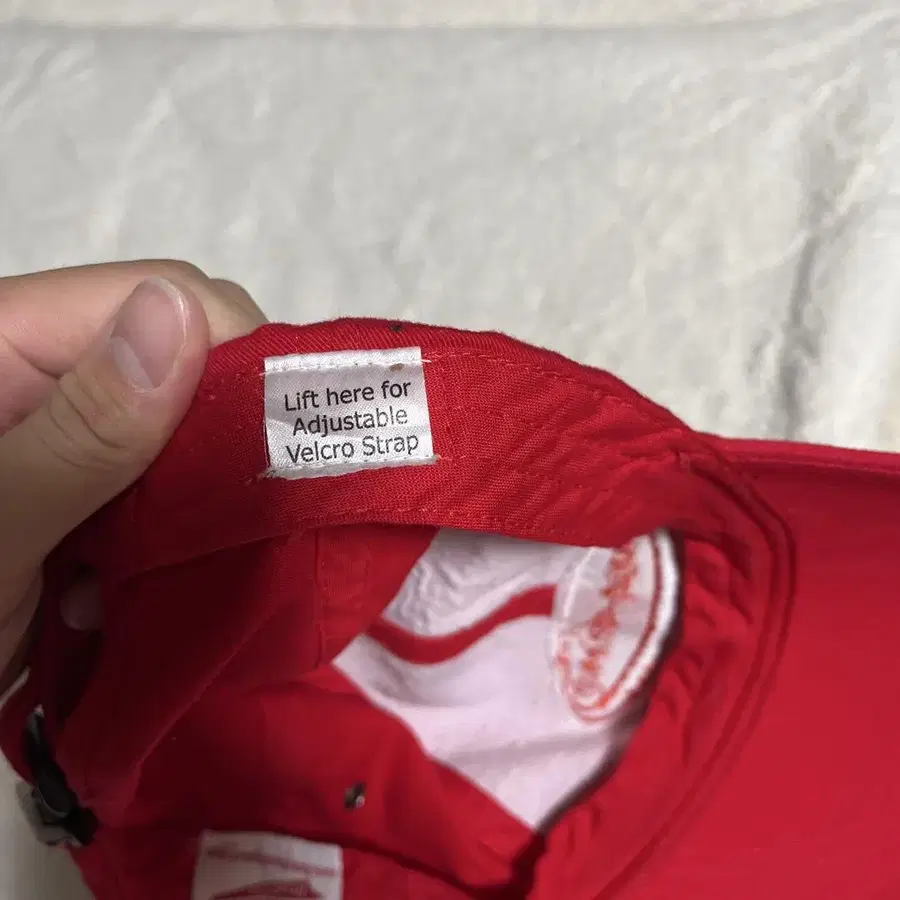 Lift here for
Adjustable
Velcro Strap